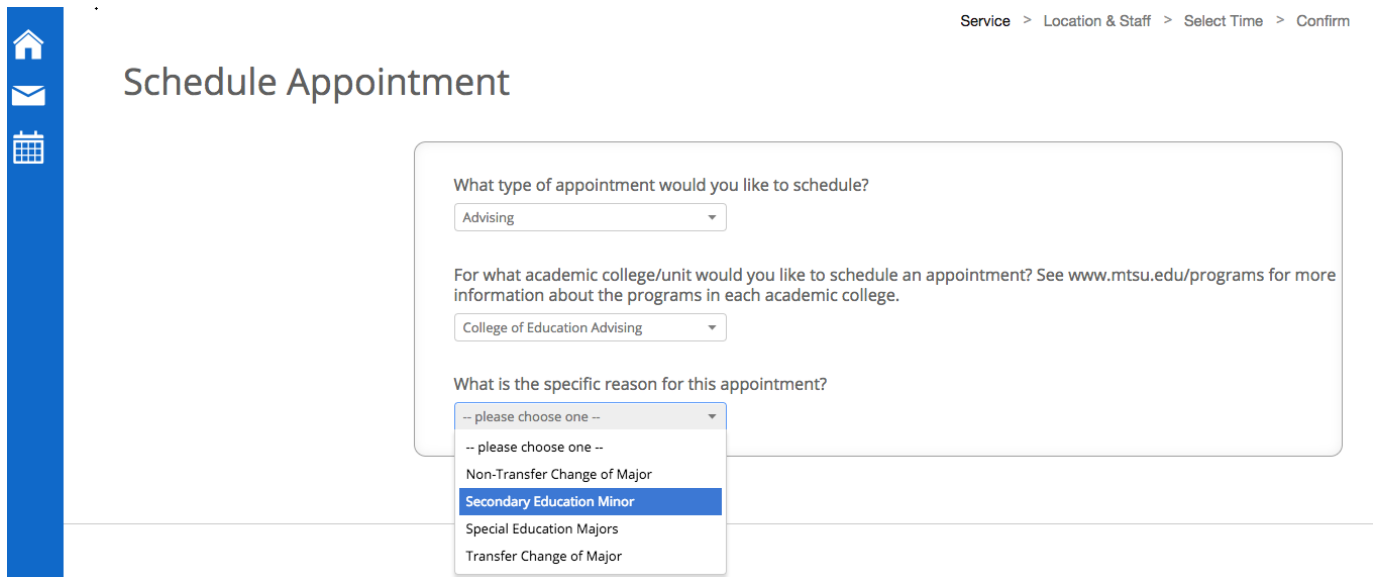 Service > Location & Staff > Select Time > Confirm
Schedule Appointment
What type of appointment would you like to schedule?
Advising
For what academic college/unit would you like to schedule an appointment? See www.mtsu.edu/programs for more
information about the programs in each academic college.
College of Education Advising
What is the specific reason for this appointment?
-- please choose one --
-- please choose one --
Non-Transfer Change of Major
Secondary Education Minor
Special Education Majors
Transfer Change of Major